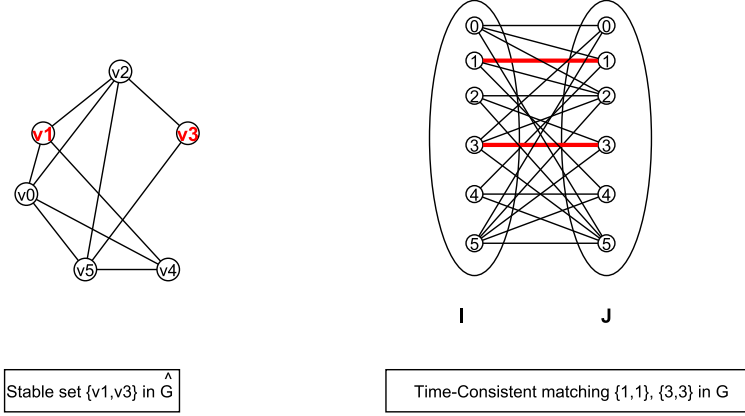 v2
v1
v3
v0
v5
v4
0
0
1
1
2
2
3
3
4
4
5
5
I
J
Stable set {v1,v3} in Ĝ
Time-Consistent matching {1,1}, {3,3} in G